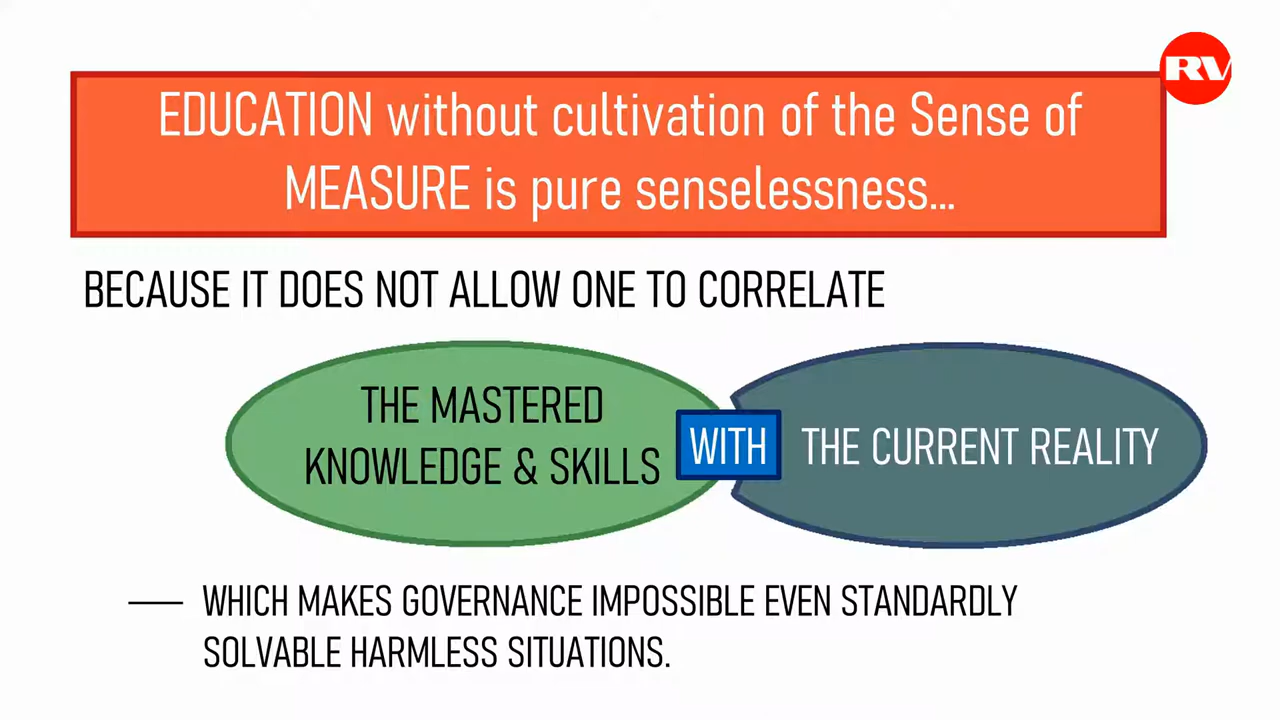 RV
EDUCATION without cultivation of the Sense of
MEASURE is pure senselessness...
BECAUSE IT DOES NOT ALLOW ONE TO CORRELATE
THE MASTERED
KNOWLEDGE & SKILLS
WITH
THE CURRENT REALITY
— WHICH MAKES GOVERNANCE IMPOSSIBLE EVEN STANDARDLY
SOLVABLE HARMLESS SITUATIONS.